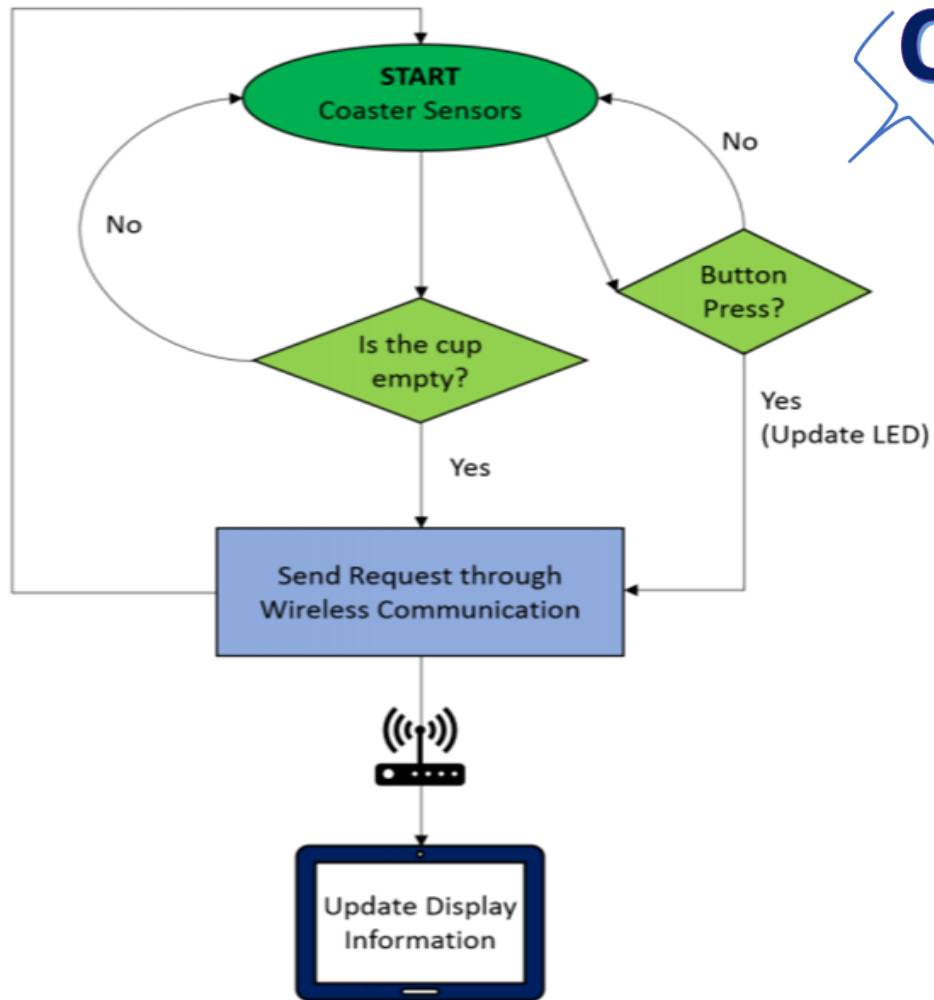 START
Coaster Sensors
No
No
Button
Press?
Is the cup
empty?
Yes
(Update LED)
Yes
Send Request through
Wireless Communication
Update Display
Information